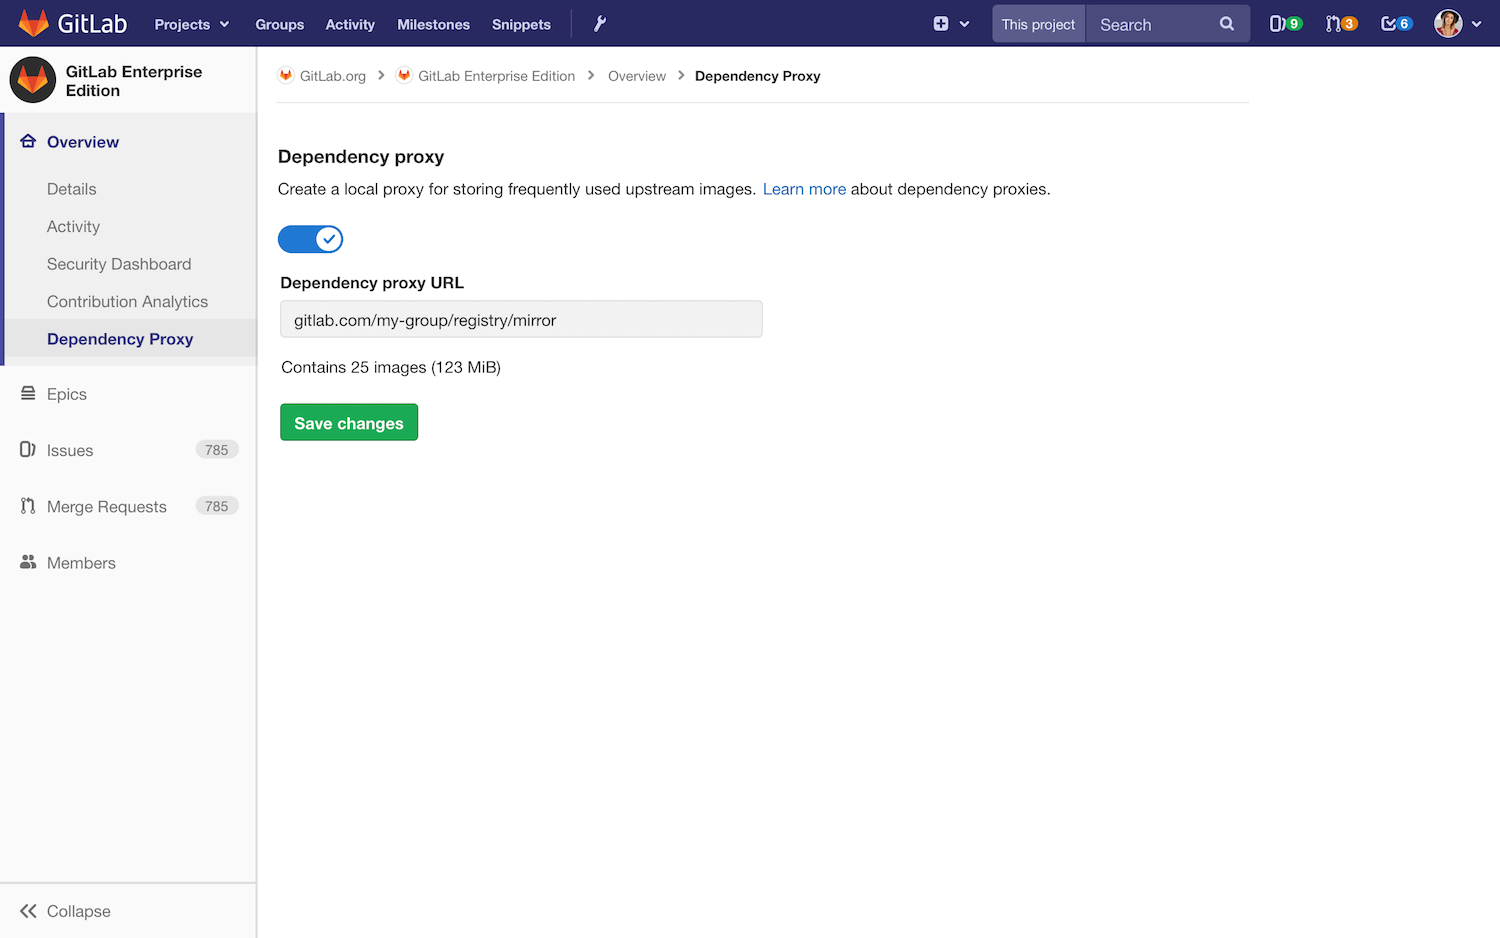 GitLab
Projects
Groups
Activity
Milestones
Snippets
This project
Search
9
3
6
GitLab Enterprise
Edition
Overview
Details
Activity
Security Dashboard
Contribution Analytics
Dependency Proxy
Epics
Issues 785
Merge Requests 785
Members
Collapse
GitLab.org > GitLab Enterprise Edition > Overview > Dependency Proxy
Dependency proxy
Create a local proxy for storing frequently used upstream images. Learn more about dependency proxies.
Dependency proxy URL
gitlab.com/my-group/registry/mirror
Contains 25 images (123 MiB)
Save changes